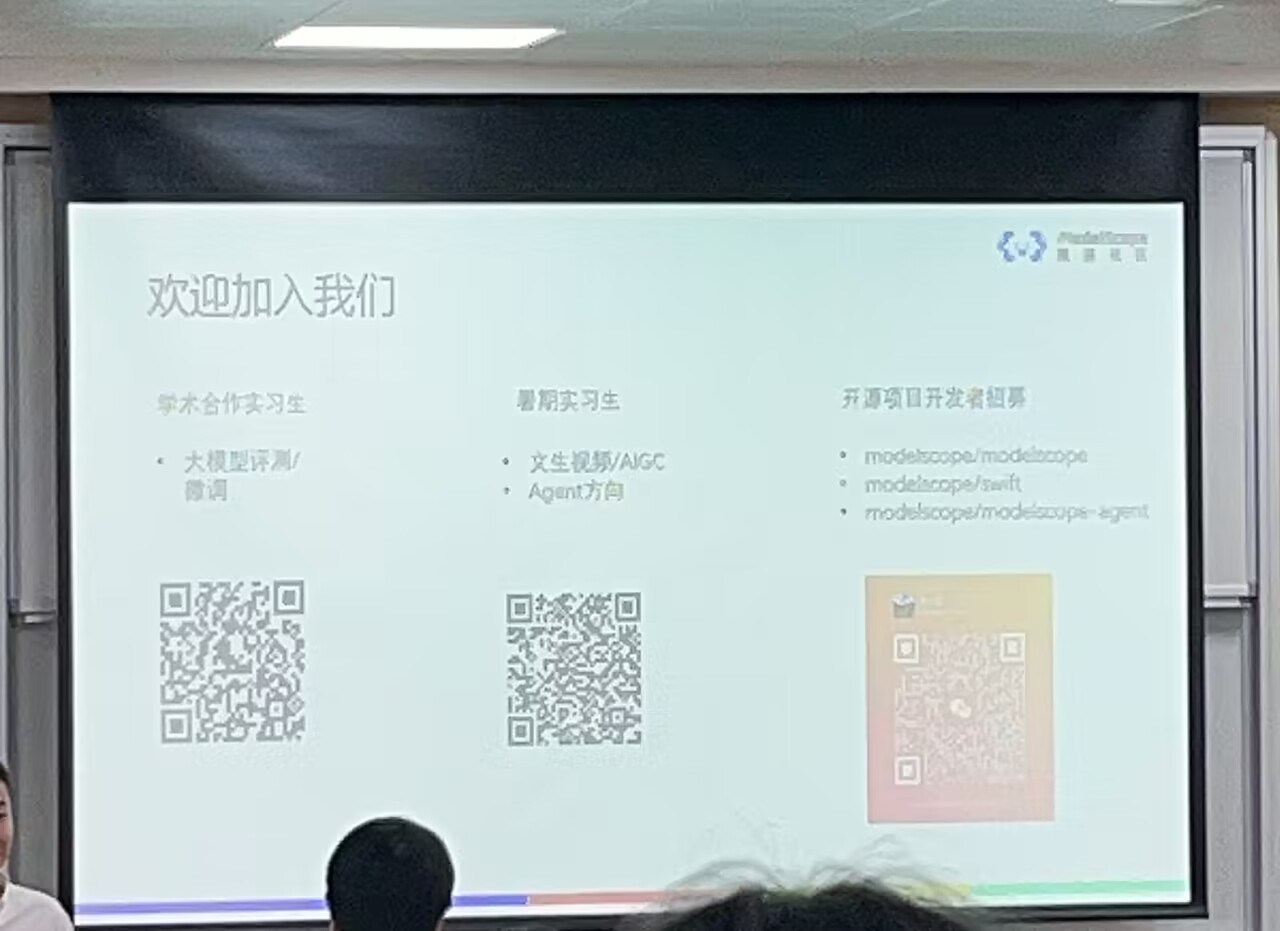 ModelScope
魔搭社区
欢迎加入我们
学术合作实习生
大模型评测/
微调
暑期实习生
文生视频/AIGC
Agent方向
开源项目开发者招募
modelscope/modelscope
modelscope/swift
modelscope/modelscope-agent